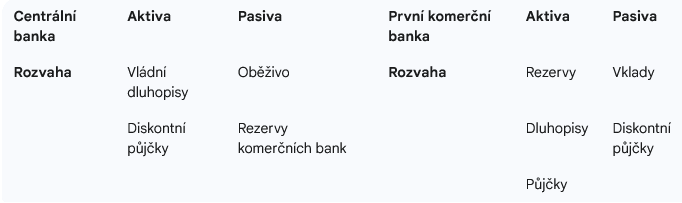 Centrální banka Aktiva Pasiva První komerční banka Aktiva Pasiva
Rozvaha Vládní dluhopisy Oběživo Rozvaha Rezervy Vklady
Diskontní půjčky Rezervy komerčních bank Dluhopisy Diskontní půjčky
Půjčky